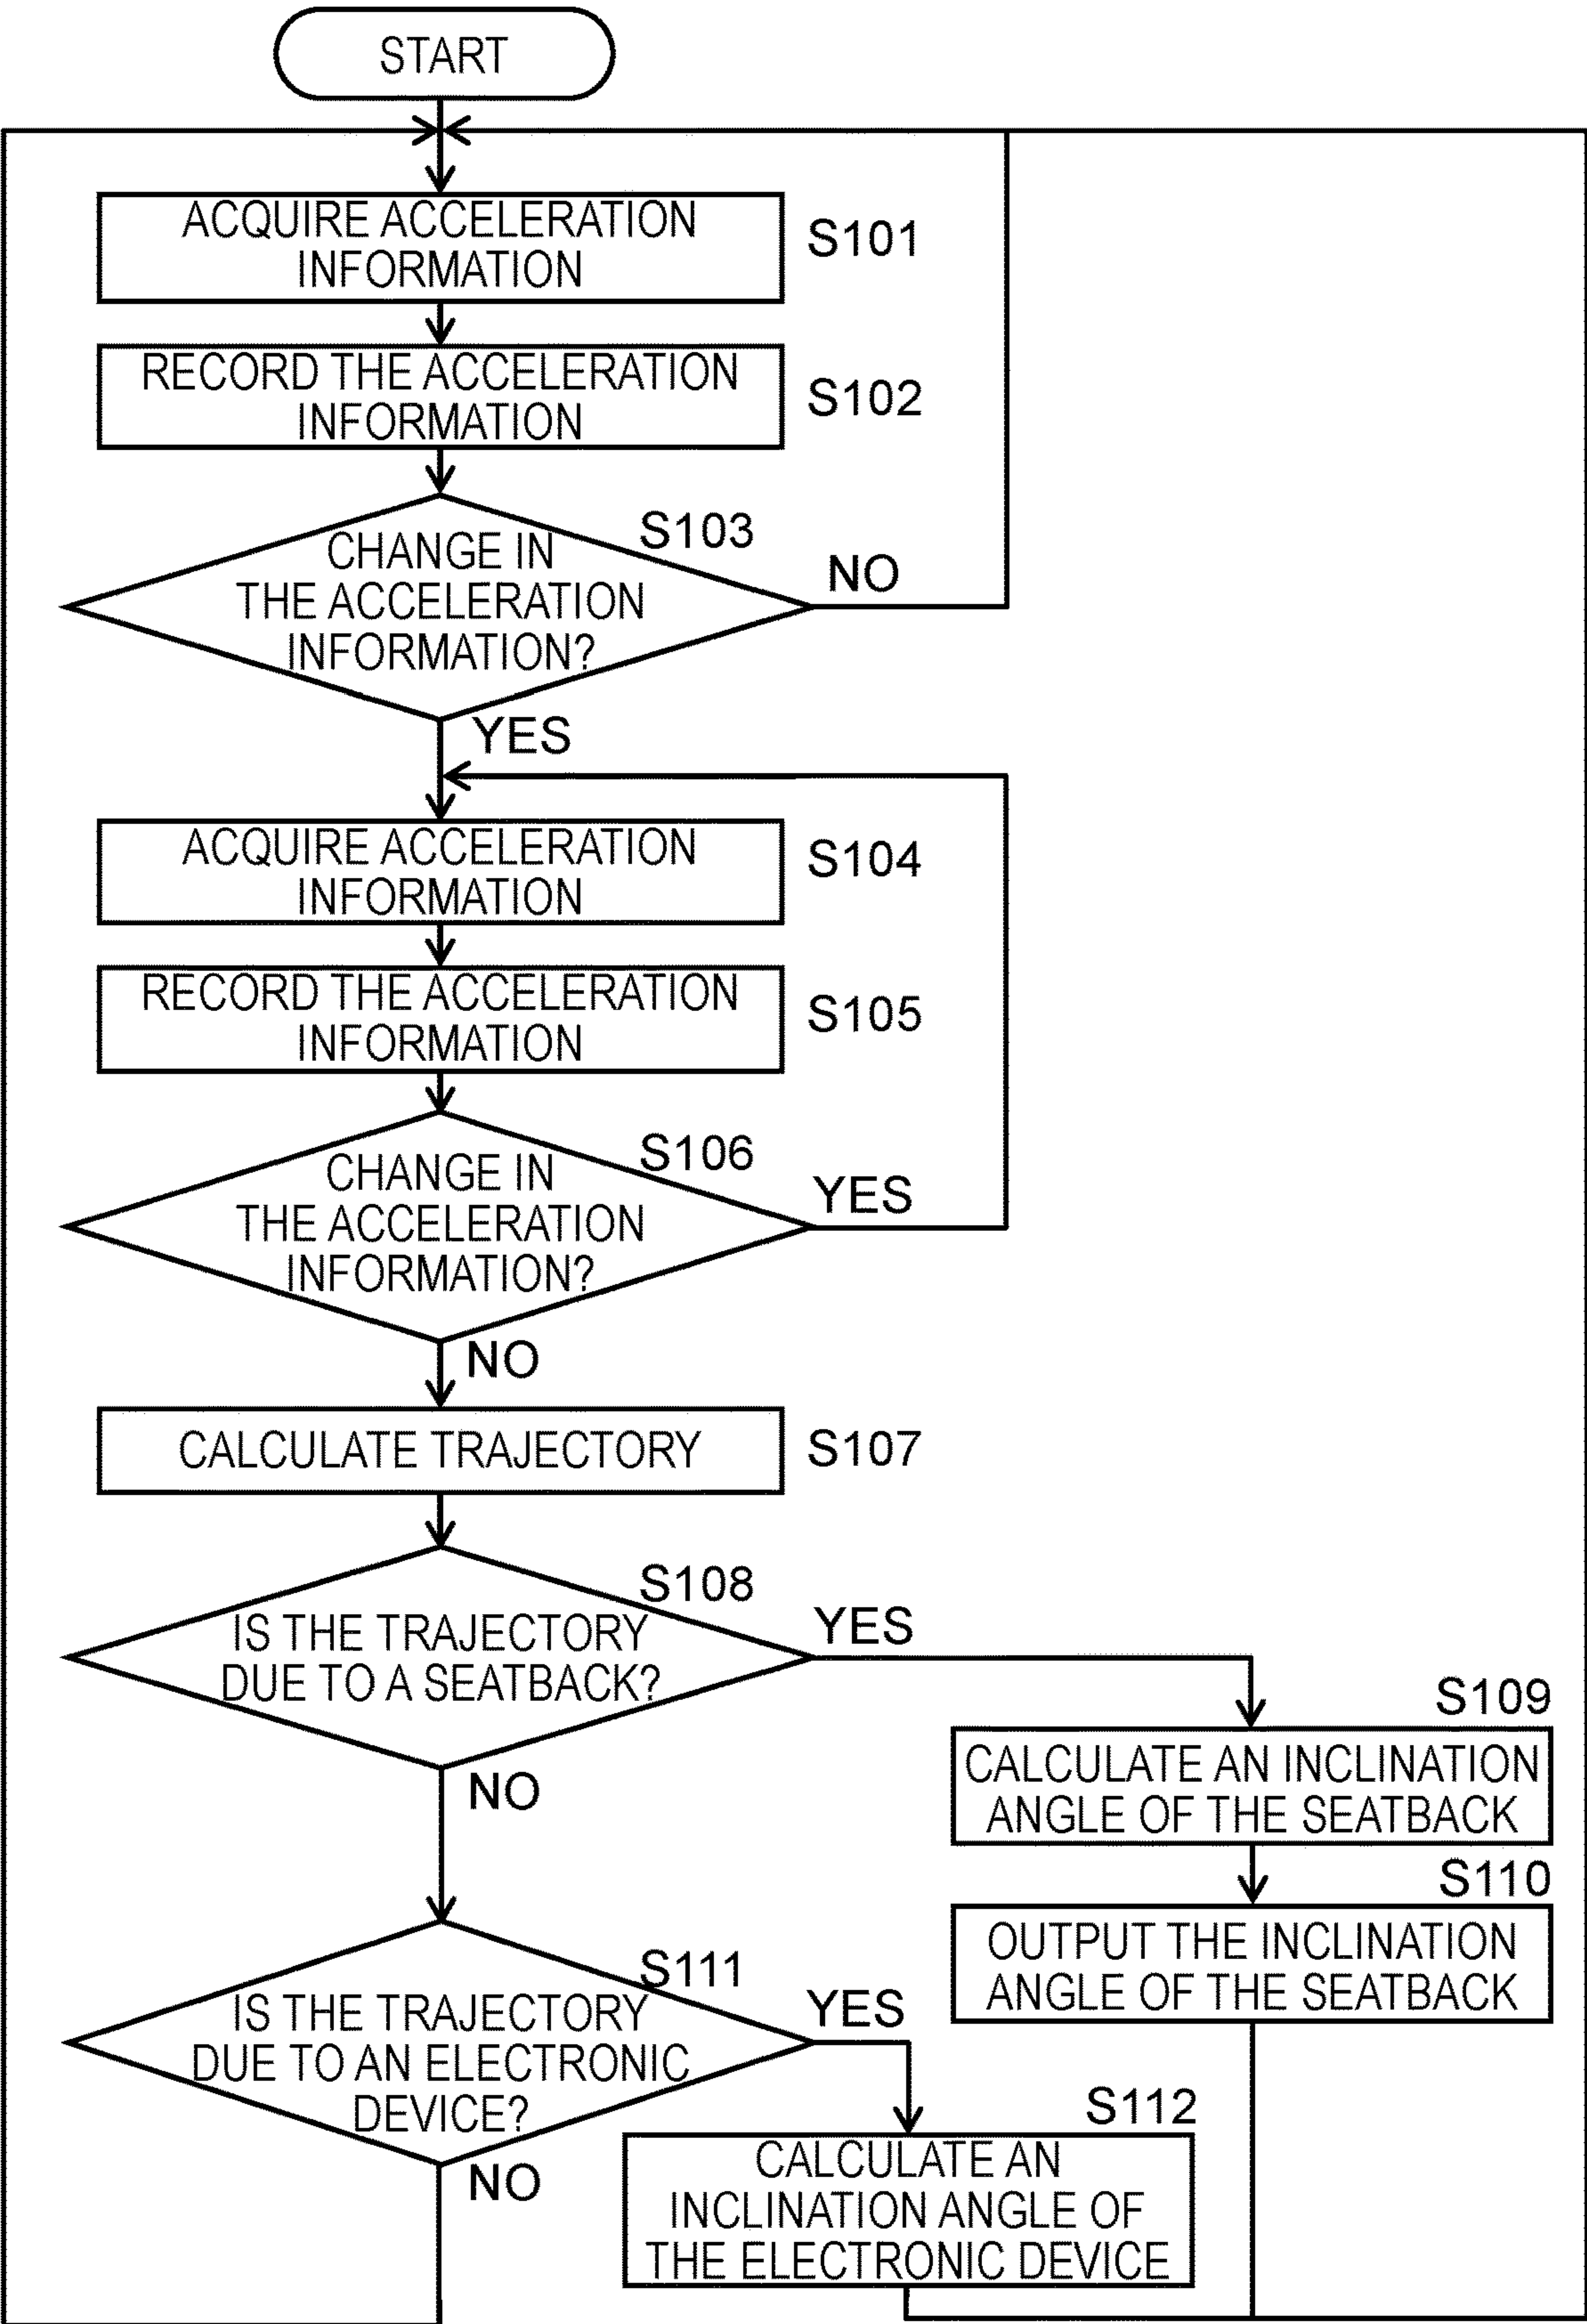 START
ACQUIRE ACCELERATION
INFORMATION
S101
RECORD THE ACCELERATION
INFORMATION
S102
S103
CHANGE IN
THE ACCELERATION
INFORMATION?
NO
YES
ACQUIRE ACCELERATION
INFORMATION
S104
RECORD THE ACCELERATION
INFORMATION
S105
S106
CHANGE IN
THE ACCELERATION
INFORMATION?
YES
NO
CALCULATE TRAJECTORY
S107
S108
IS THE TRAJECTORY
DUE TO A SEATBACK?
YES
NO
S109
CALCULATE AN INCLINATION
ANGLE OF THE SEATBACK
S110
OUTPUT THE INCLINATION
ANGLE OF THE SEATBACK
S111
IS THE TRAJECTORY
DUE TO AN ELECTRONIC
DEVICE?
YES
NO
S112
CALCULATE AN
INCLINATION ANGLE OF
THE ELECTRONIC DEVICE